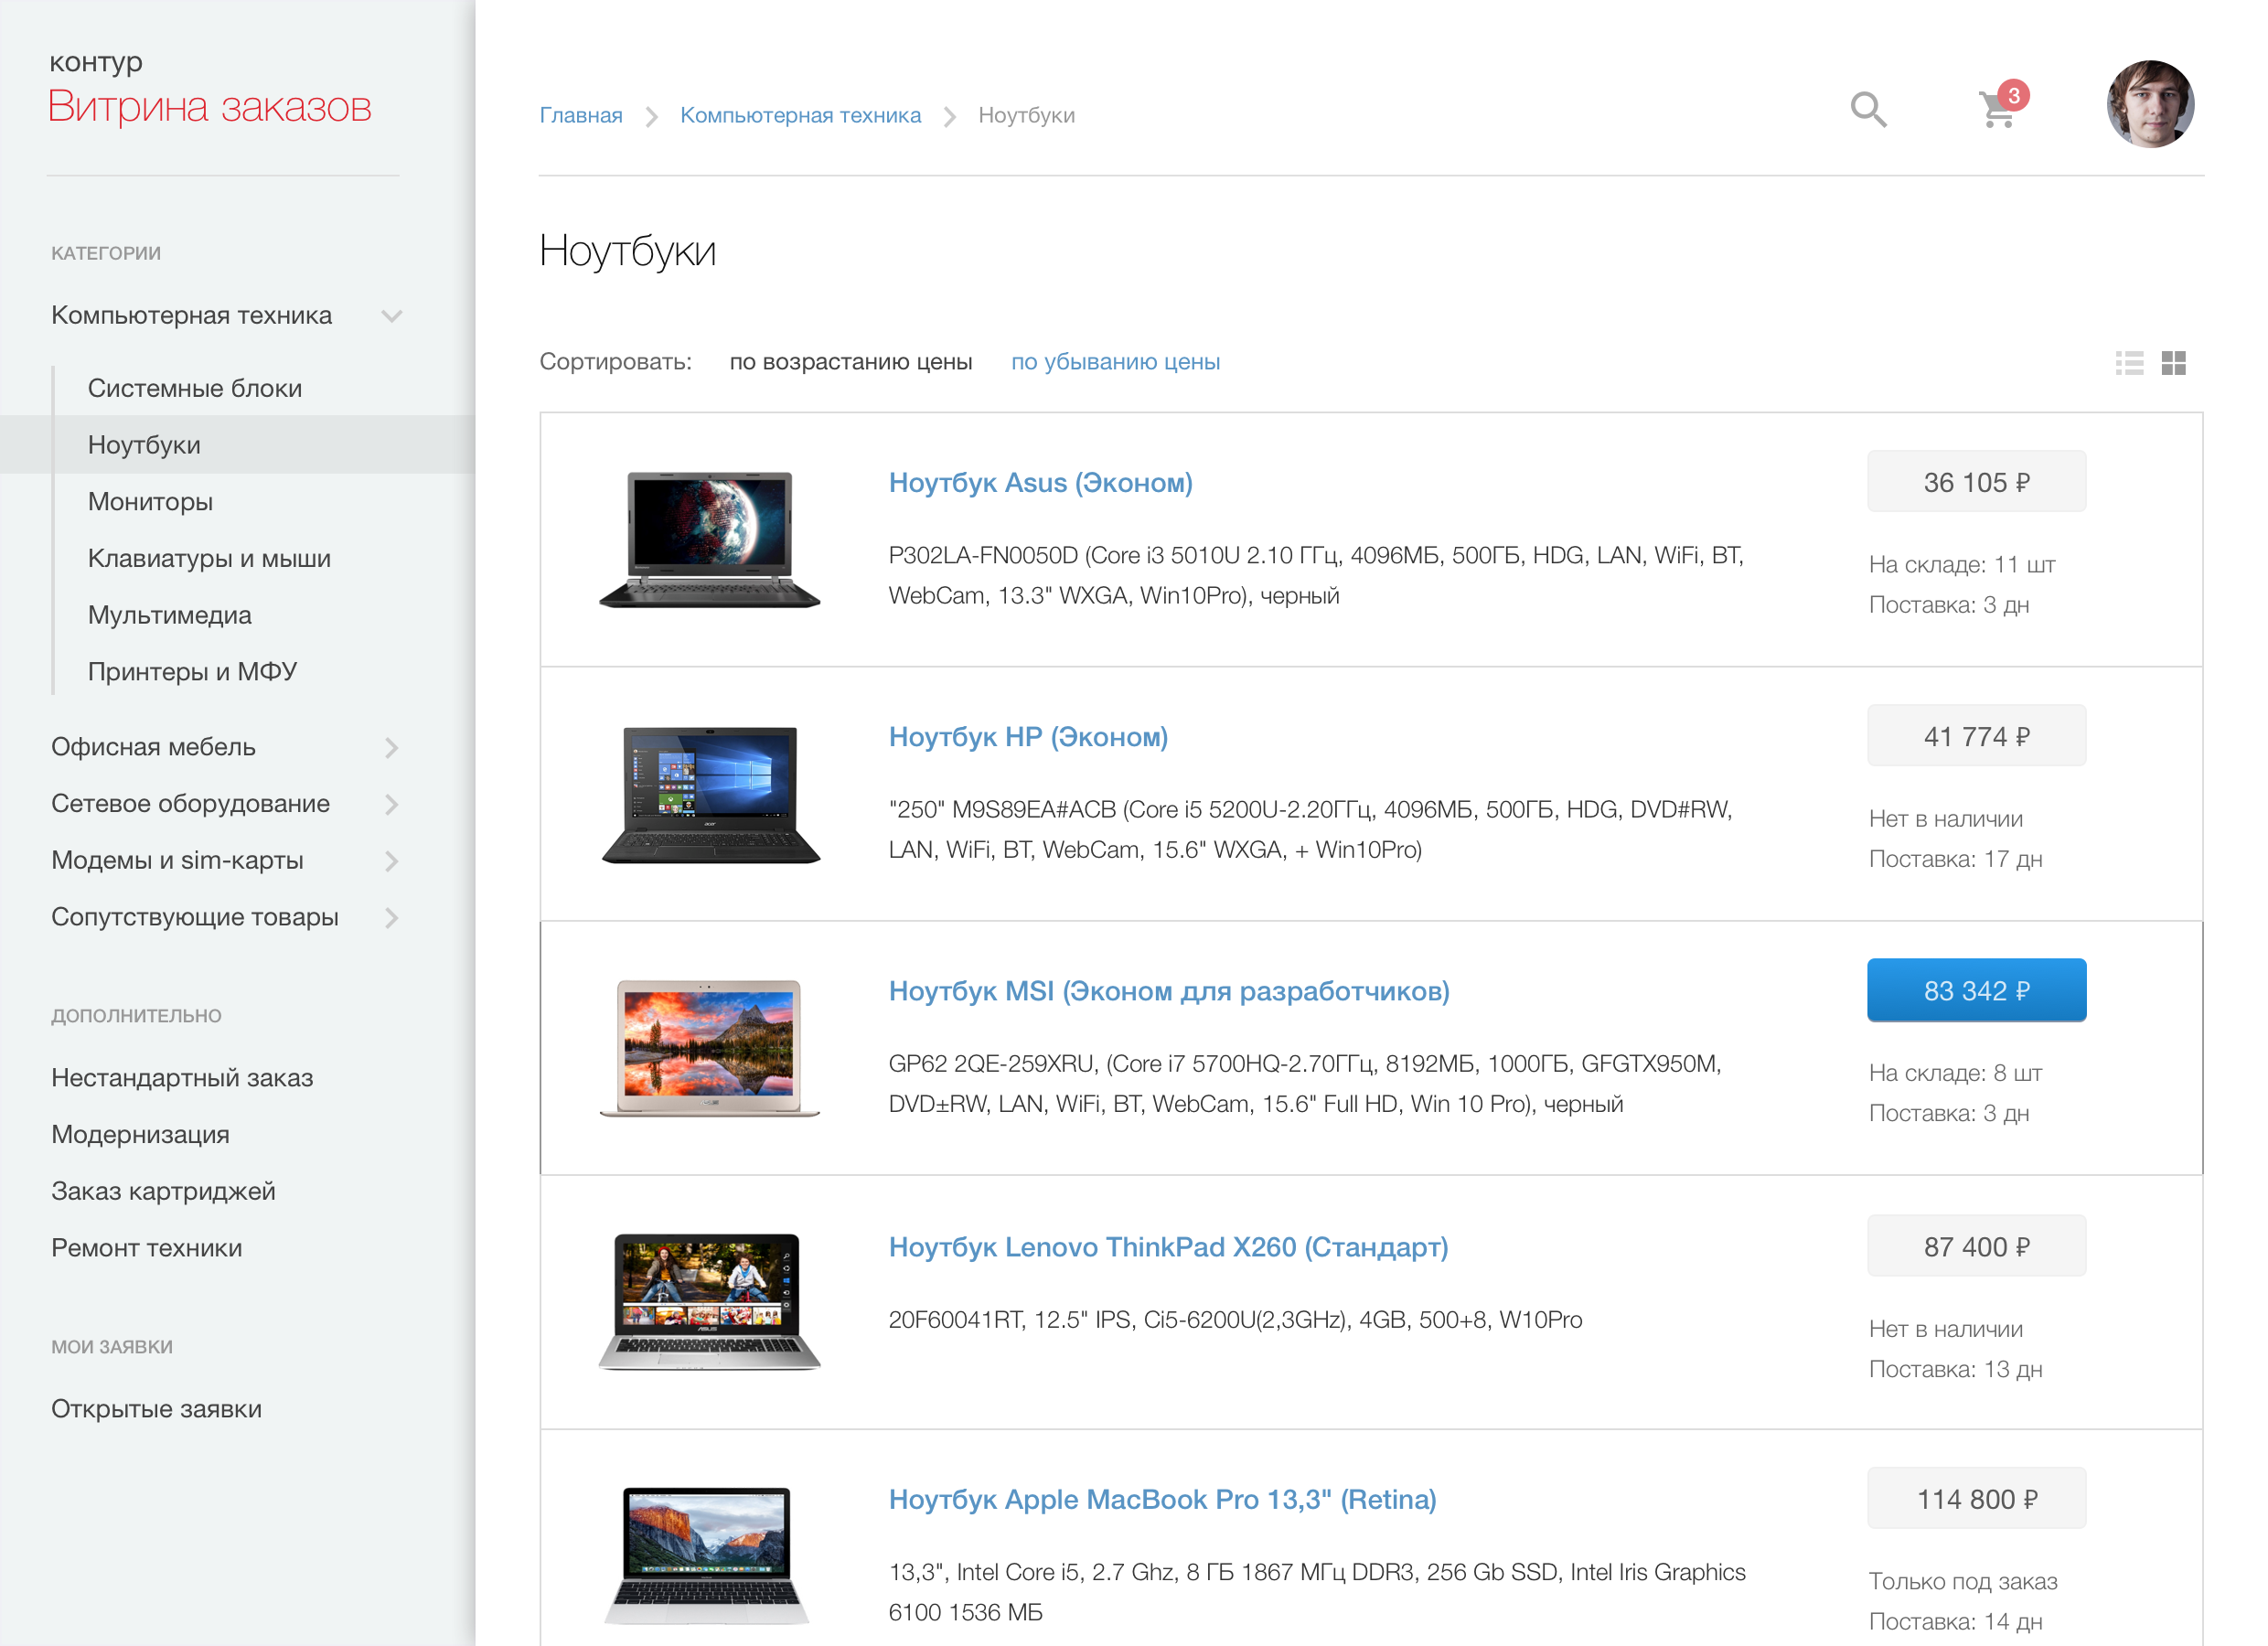 контур
Витрина заказов
КАТЕГОРИИ
Компьютерная техника
Системные блоки
Ноутбуки
Мониторы
Клавиатуры и мыши
Мультимедиа
Принтеры и МФУ
Офисная мебель
Сетевое оборудование
Модемы и sim-карты
Сопутствующие товары
ДОПОЛНИТЕЛЬНО
Нестандартный заказ
Модернизация
Заказ картриджей
Ремонт техники
МОИ ЗАЯВКИ
Открытые заявки
Главная Компьютерная техника Ноутбуки
3
Ноутбуки
Сортировать: по возрастанию цены по убыванию цены
Ноутбук Asus (Эконом)
P302LA-FN0050D (Core i3 5010U 2.10 ГГц, 4096МБ, 500ГБ, HDG, LAN, WiFi, BT,
WebCam, 13.3" WXGA, Win10Pro), черный
36 105 ₽
На складе: 11 шт
Поставка: 3 дн
Ноутбук HP (Эконом)
"250" M9S89EA#ACB (Core i5 5200U-2.20ГГц, 4096МБ, 500ГБ, HDG, DVD#RW,
LAN, WiFi, BT, WebCam, 15.6" WXGA, + Win10Pro)
41 774 ₽
Нет в наличии
Поставка: 17 дн
Ноутбук MSI (Эконом для разработчиков)
GP62 2QE-259XRU, (Core i7 5700HQ-2.70ГГц, 8192МБ, 1000ГБ, GFGTX950M,
DVD±RW, LAN, WiFi, BT, WebCam, 15.6" Full HD, Win 10 Pro), черный
83 342 ₽
На складе: 8 шт
Поставка: 3 дн
Ноутбук Lenovo ThinkPad X260 (Стандарт)
20F60041RT, 12.5" IPS, Ci5-6200U(2,3GHz), 4GB, 500+8, W10Pro
87 400 ₽
Нет в наличии
Поставка: 13 дн
Ноутбук Apple MacBook Pro 13,3" (Retina)
13,3", Intel Core i5, 2.7 Ghz, 8 ГБ 1867 МГц DDR3, 256 Gb SSD, Intel Iris Graphics
6100 1536 МБ
114 800 ₽
Только под заказ
Поставка: 14 дн